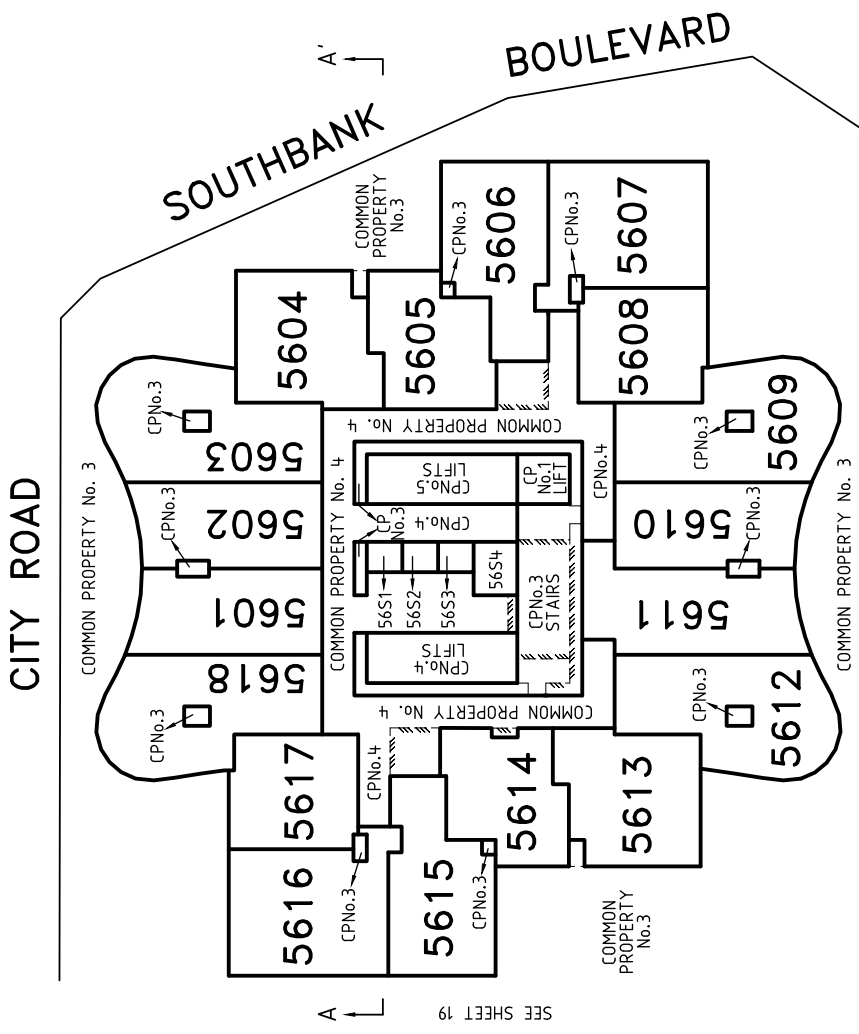 A'
BOULEVARD
SOUTHBANK
CITY ROAD
COMMON
PROPERTY
No.3
5606
CPNo.3
CPNo.3
5607
5604
5605
5608
CPNo.3
5603
COMMON PROPERTY No. 4
CPNo.3
5609
COMMON PROPERTY No. 3
CPNo.3
5602
COMMON PROPERTY No. 4
CPNo.5
LIFTS
CP
No.1
LIFT
CPNo.4
5610
CPNo.3
COMMON PROPERTY No. 3
CPNo.4
CP
No.3
5601
56S1
56S2
56S3
56S4
CPNo.3
STAIRS
5611
5618
CPNo.3
CPNo.4
LIFTS
CPNo.3
5612
COMMON PROPERTY No. 4
5617
CPNo.4
5614
5613
5616
CPNo.3
5615
CPNo.3
COMMON
PROPERTY
No.3
A
SEE SHEET 19